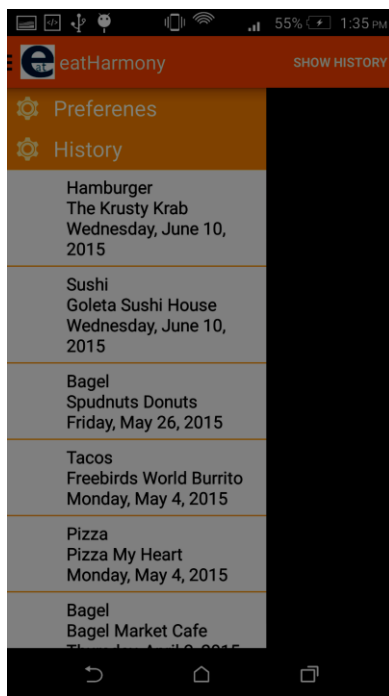 55% 1:35 PM
eat eatHarmony SHOW HISTORY
Preferenes
History
Hamburger
The Krusty Krab
Wednesday, June 10,
2015
Sushi
Goleta Sushi House
Wednesday, June 10,
2015
Bagel
Spudnuts Donuts
Friday, May 26, 2015
Tacos
Freebirds World Burrito
Monday, May 4, 2015
Pizza
Pizza My Heart
Monday, May 4, 2015
Bagel
Bagel Market Cafe